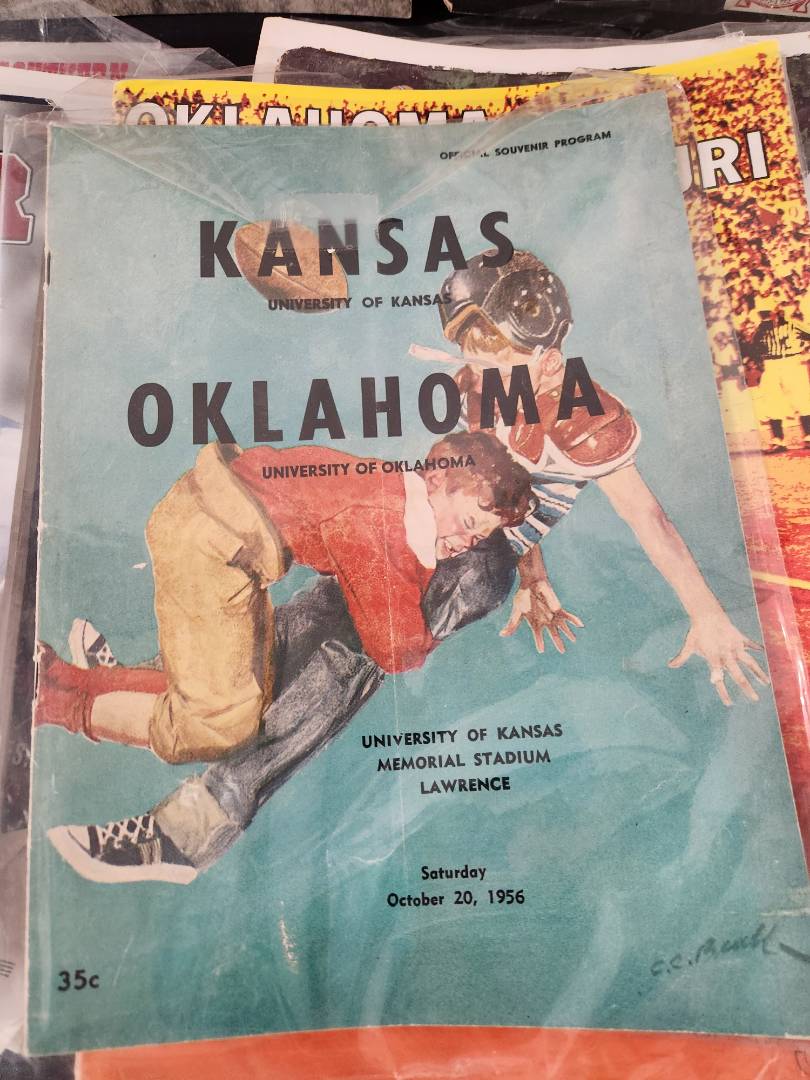 OKLAHOMA
OFFICIAL SOUVENIR PROGRAM
KANSAS
UNIVERSITY OF KANSAS
OKLAHOMA
UNIVERSITY OF OKLAHOMA
UNIVERSITY OF KANSAS
MEMORIAL STADIUM
LAWRENCE
Saturday
October 20, 1956
35c